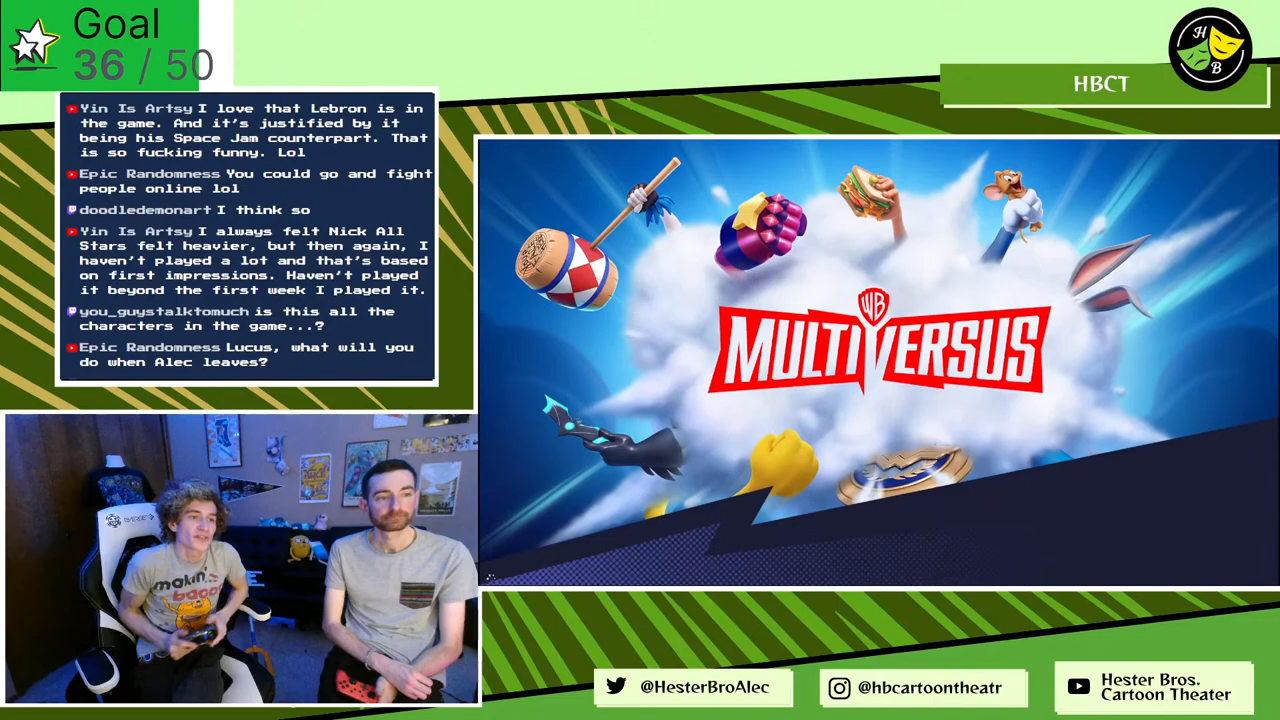 Goal
36 / 50
H
B
HBCT
Yin Is Artsy I love that Lebron is in
the game. And it's justified by it
being his Space Jam counterpart. That
is so fucking funny. Lol
Epic Randomness You could go and fight
people online lol
doodledemonart I think so
Yin Is Artsy I always felt Nick All
Stars felt heavier, but then again, I
haven't played a lot and that's based
on first impressions. Haven't played
it beyond the first week I played it.
you_guystalktomuch is this all the
characters in the game...?
Epic Randomness Lucus, what will you
do when Alec leaves?
WB
MULTIVERSUS
makin'
bacon
@HesterBroAlec
@hbcartoontheatr
Hester Bros.
Cartoon Theater